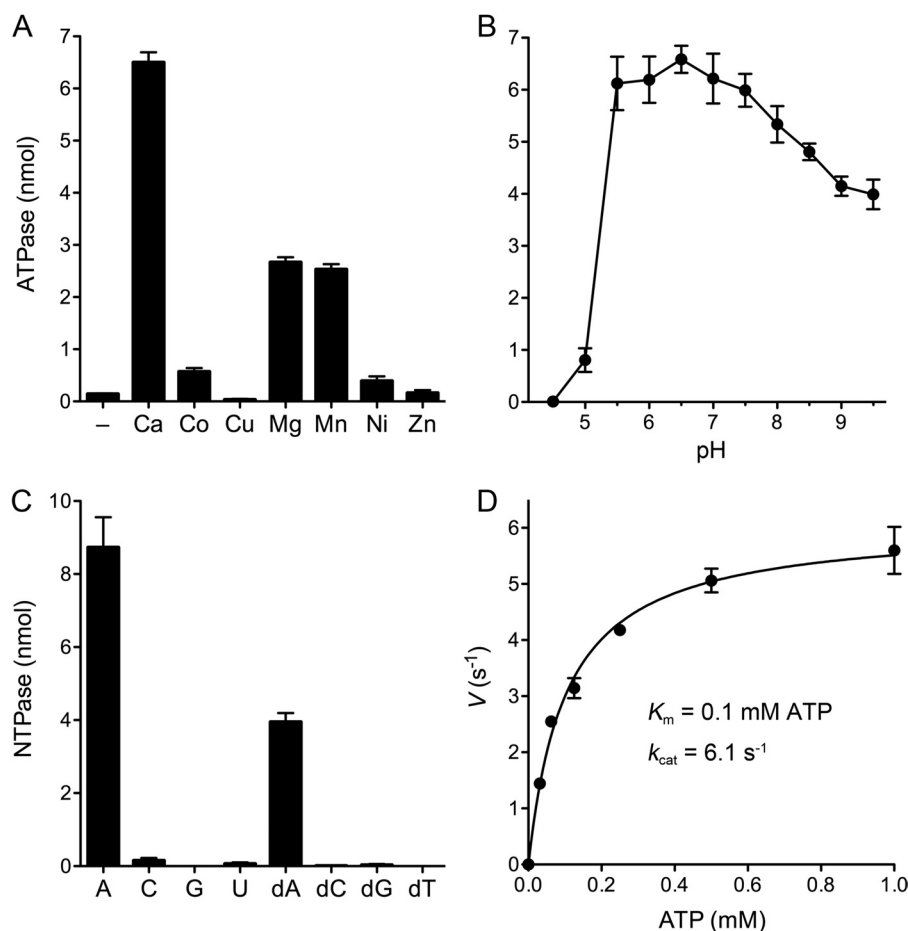 A
ATPase (nmol)
7
6
5
4
3
2
1
0
– Ca Co Cu Mg Mn Ni Zn
B
7
6
5
4
3
2
1
0
5 6 7 8 9
pH
C
NTPase (nmol)
10
8
6
4
2
0
A C G U dA dC dG dT
D
V (s⁻¹)
6
5
4
3
2
1
0
Km = 0.1 mM ATP
kcat = 6.1 s⁻¹
0.0 0.2 0.4 0.6 0.8 1.0
ATP (mM)